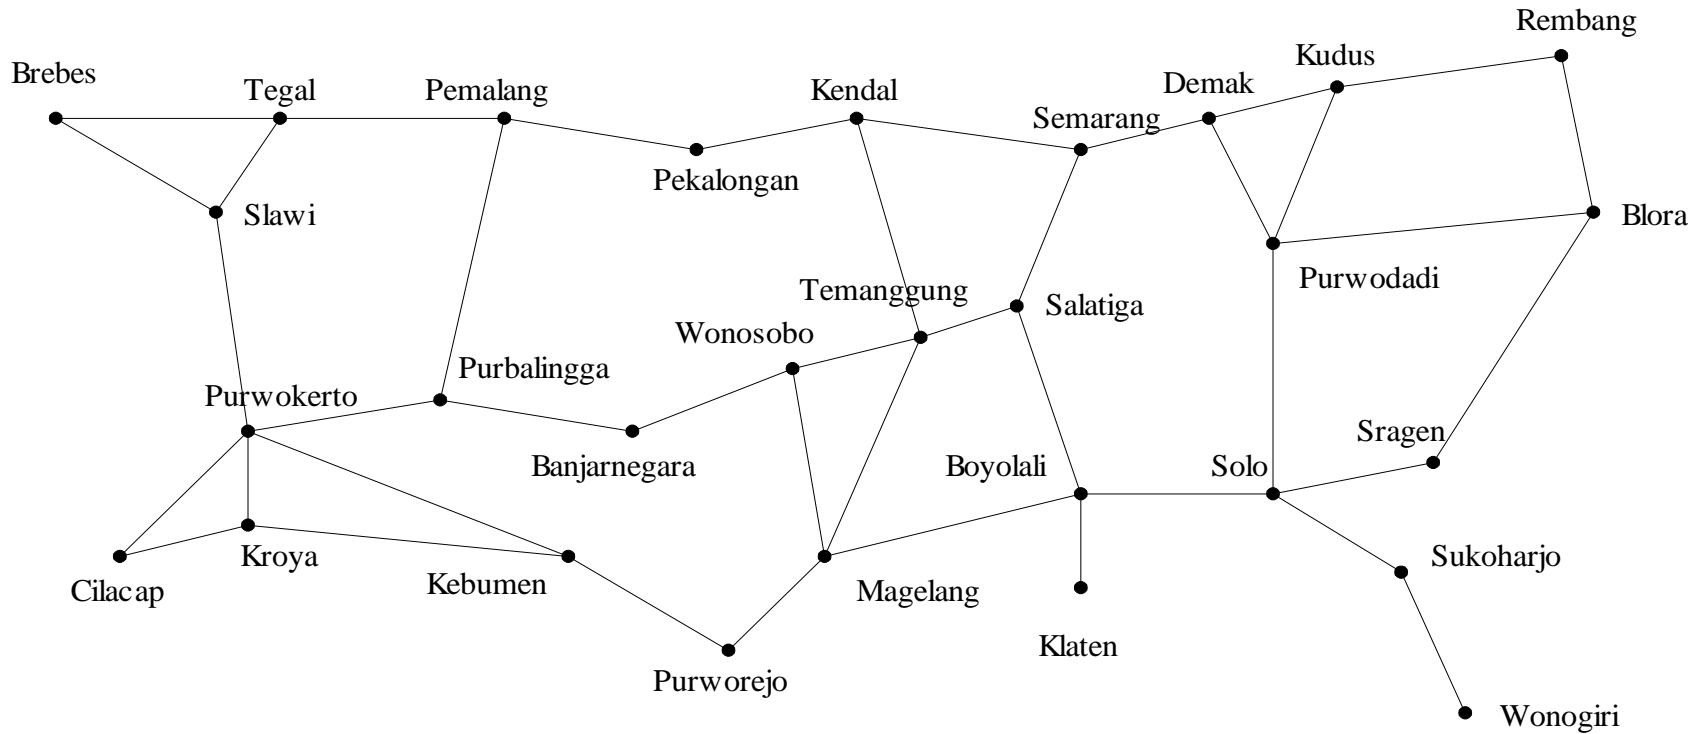 Rembang
Kudus
Brebes
Demak
Tegal
Pemalang
Kendal
Semarang
Pekalongan
Slawi
Blora
Purwodadi
Temanggung
Salatiga
Wonosobo
Purbalingga
Purwokerto
Sragen
Banjarnegara
Boyolali
Solo
Kroya
Sukoharjo
Cilacap
Kebumen
Magelang
Klaten
Purworejo
Wonogiri